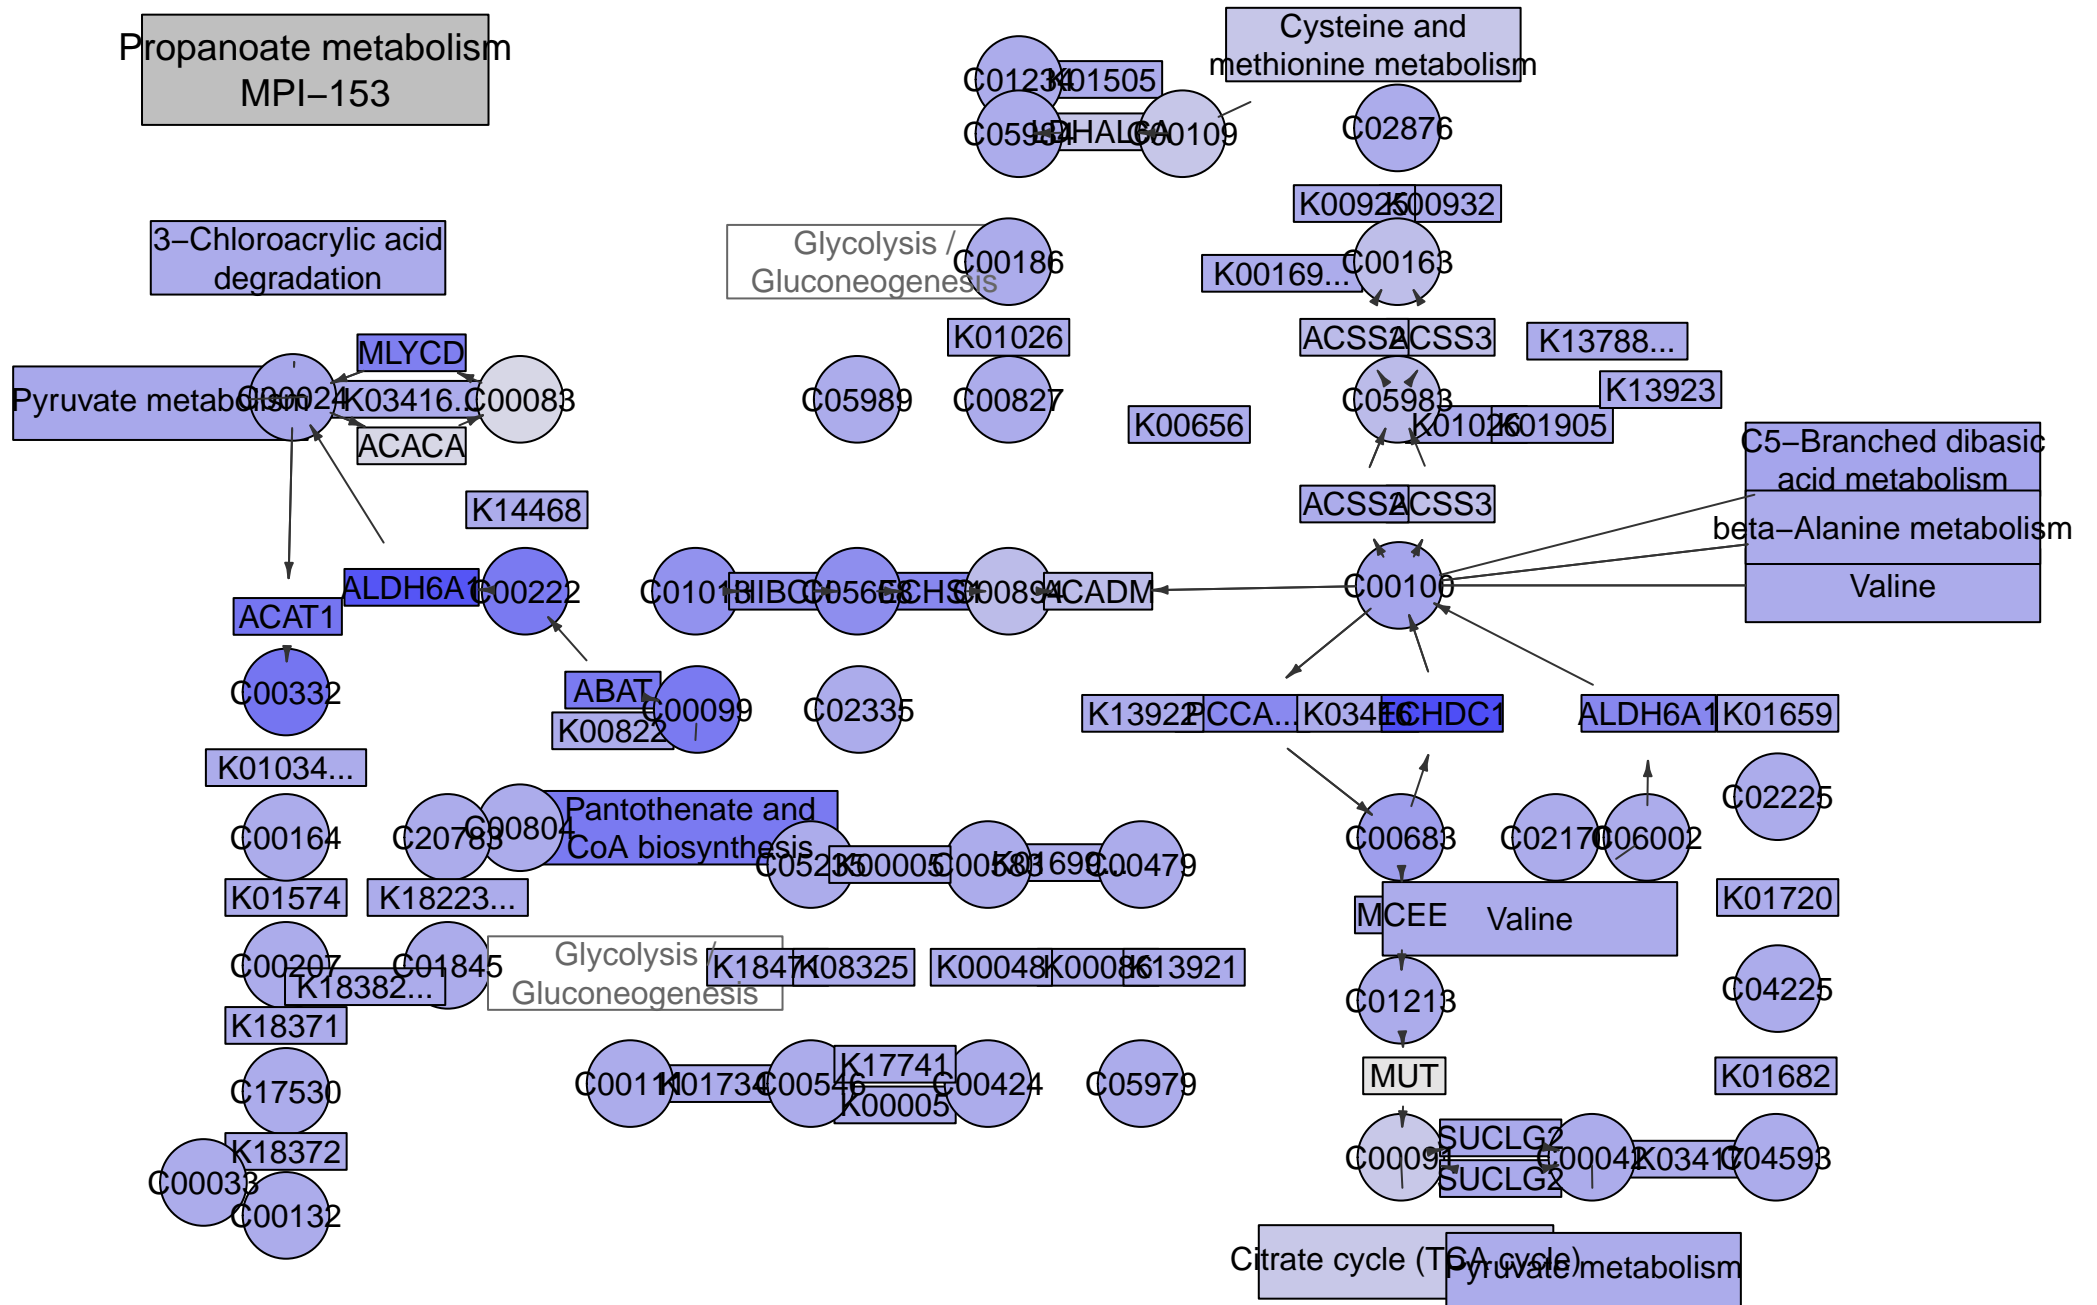 Propanoate metabolism
MPI−153
Cysteine and
methionine metabolism
C01234
K01505
C05984
LDHAL6A
C00109
C02876
K00925
K00932
3−Chloroacrylic acid
degradation
Glycolysis /
Gluconeogenesis
C00186
K00169...
C00163
K01026
ACSS2
ACSS3
K13788...
MLYCD
Pyruvate metabolism
C00024
K03416...
C00083
ACACA
C05989
C00827
K00656
C05983
K01026
K01905
K13923
C5−Branched dibasic
acid metabolism
beta−Alanine metabolism
Valine
K14468
ACSS2
ACSS3
ALDH6A1
C00222
C01013
HIBCH
C05668
ECHS1
C00894
ACADM
C00100
ACAT1
C00332
ABAT
K00822
C00099
C02335
K13922
PCCA...
K03416
ECHDC1
ALDH6A1
K01659
K01034...
C00164
C20783
C00804
Pantothenate and
CoA biosynthesis
C05235
K00005
C00583
K01699...
C00479
C00683
C02170
C06002
C02225
K01574
K18223...
MCEE
Valine
K01720
C00207
C01845
K18382...
Glycolysis /
Gluconeogenesis
K18471
K08325
K00048
K00086
K13921
C01213
C04225
K18371
C17530
C00111
K01734
C00546
K17741
K00005
C00424
C05979
MUT
K01682
K18372
C00033
C00132
C00091
SUCLG2
SUCLG2
C00042
K03417
C04593
Citrate cycle (TCA cycle)
Pyruvate metabolism